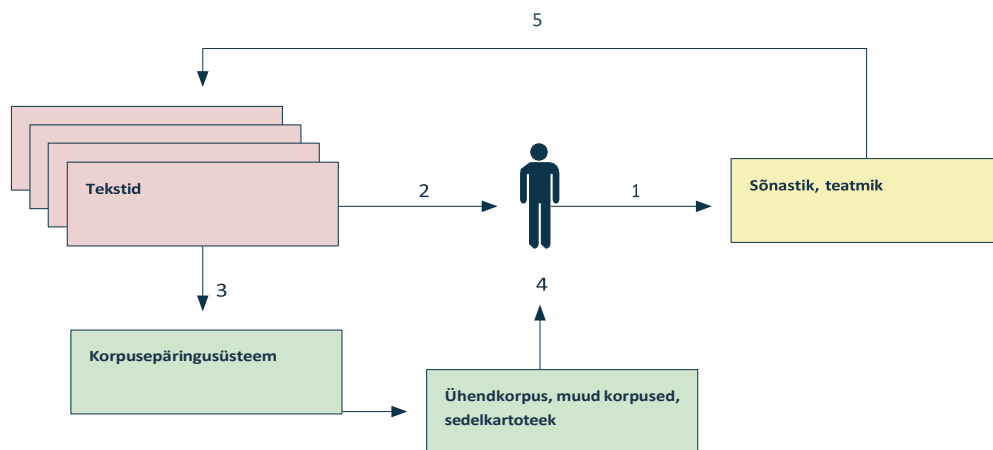 5
Tekstid
2
1
Sõnastik, teatmik
3
4
Korpusepäringusüsteem
Ühendkorpus, muud korpused,
sedelkartoteek